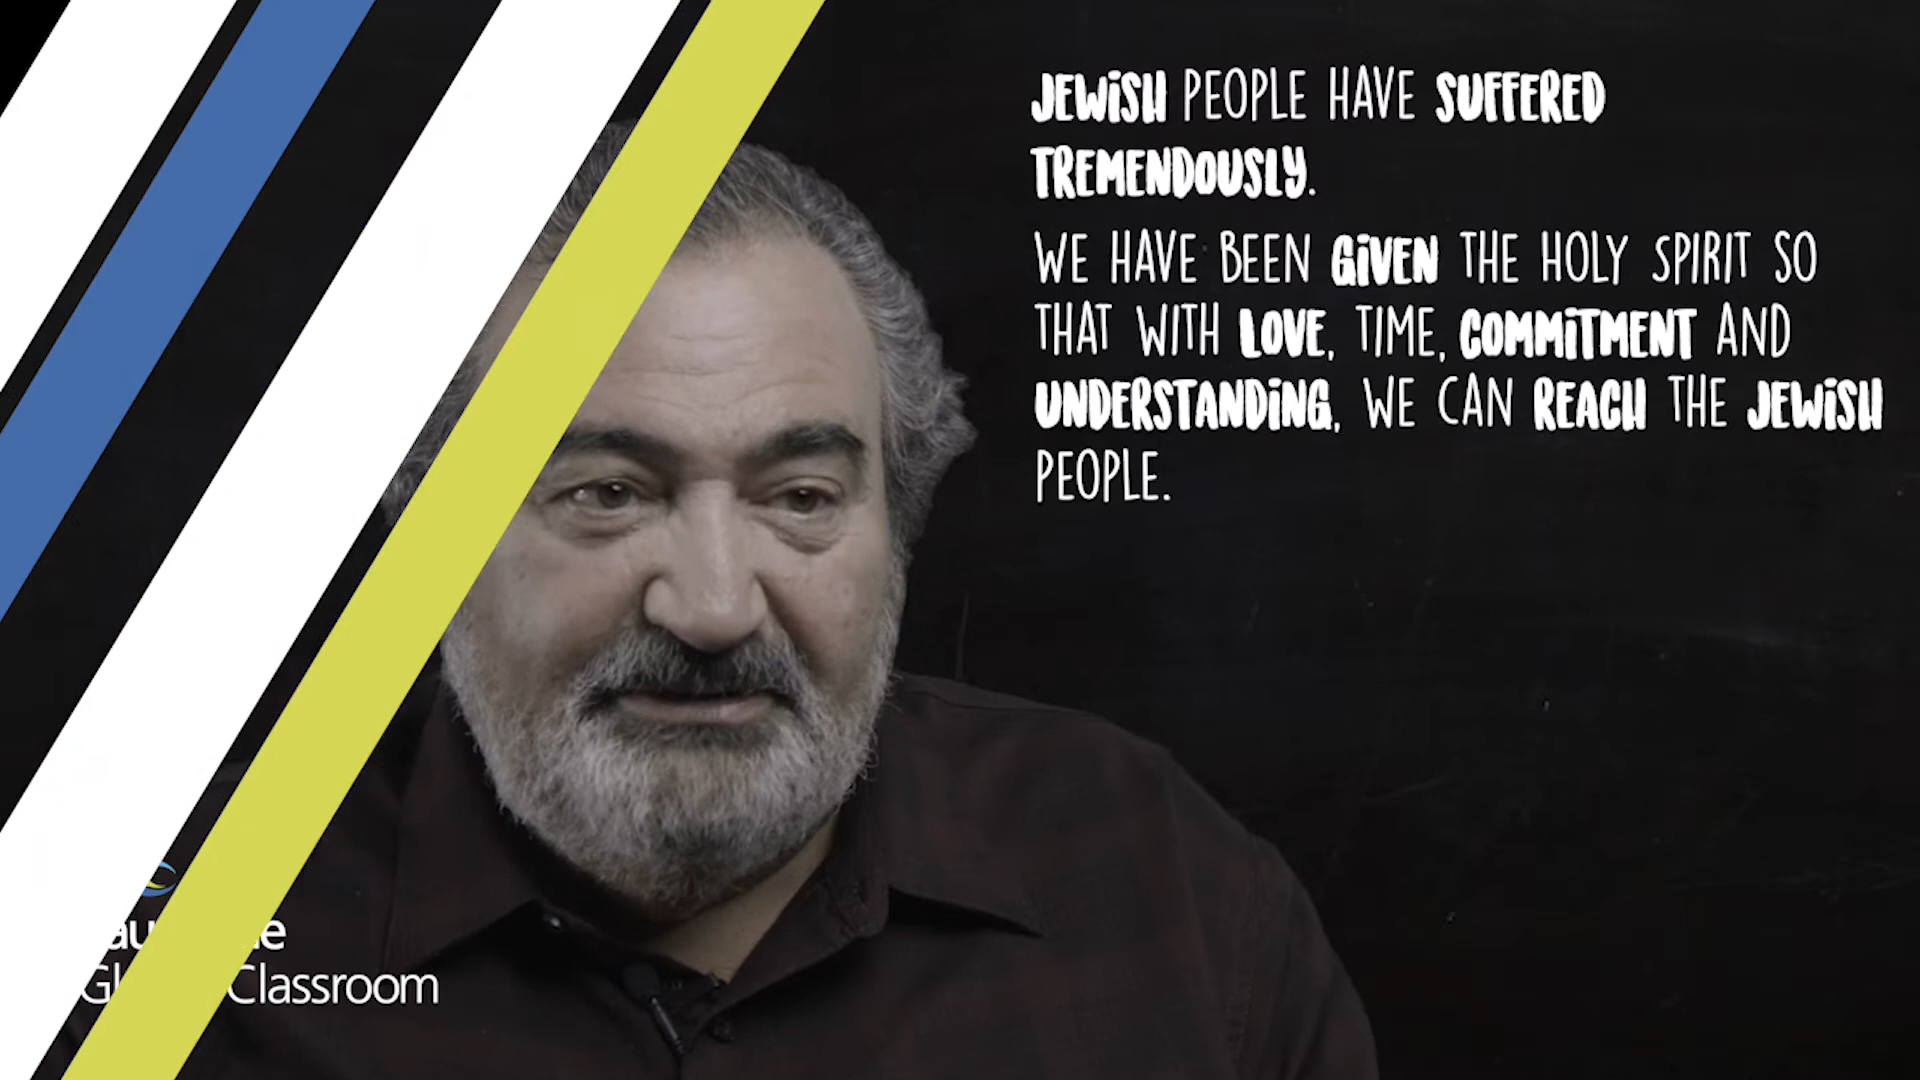 JEWiSH PEOPLE HAVE SUFFERED
TREMENDOUSLY.
WE HAVE BEEN GiVEN THE HOLY SPIRIT SO
THAT WITH LOVE, TIME, COMMiTMENT AND
UNDERSTANDiNG, WE CAN REACH THE JEWiSH
PEOPLE.
Classroom